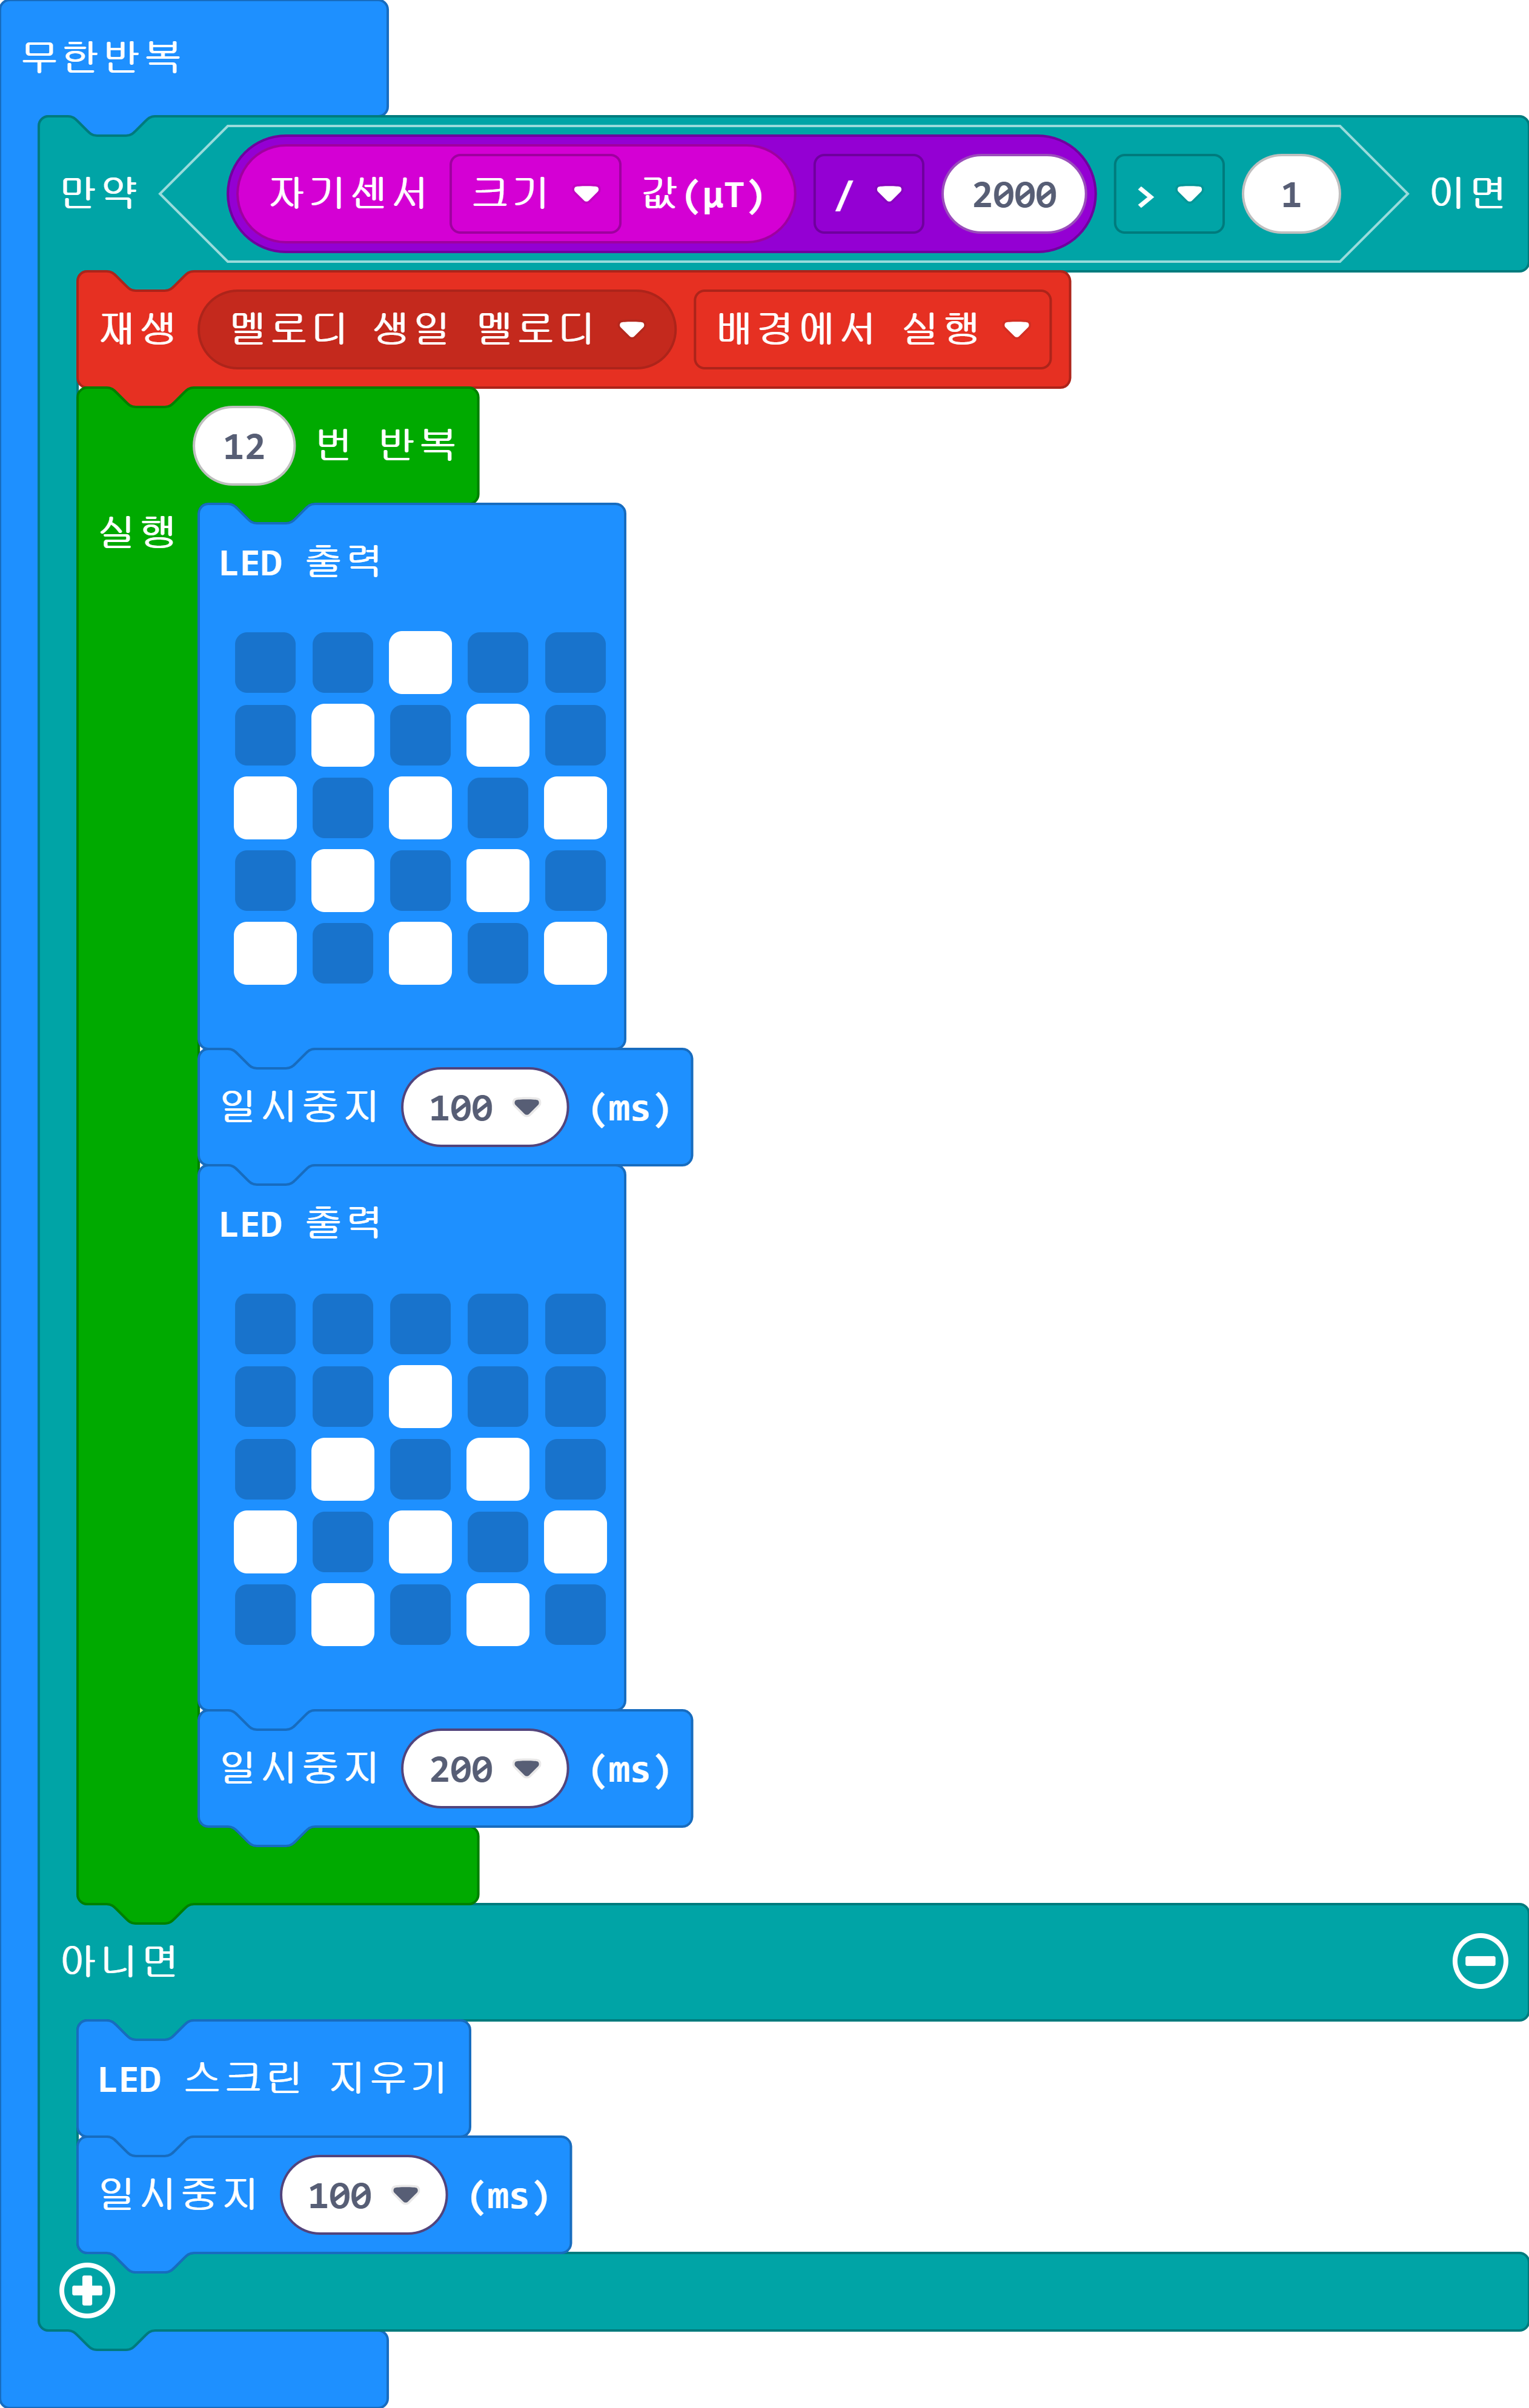 무한반복
만약 자기센서 크기 값(µT) / 2000 > 1 이면
재생 멜로디 생일 멜로디 배경에서 실행
12 번 반복
실행
LED 출력
일시중지 100 (ms)
LED 출력
일시중지 200 (ms)
아니면
LED 스크린 지우기
일시중지 100 (ms)